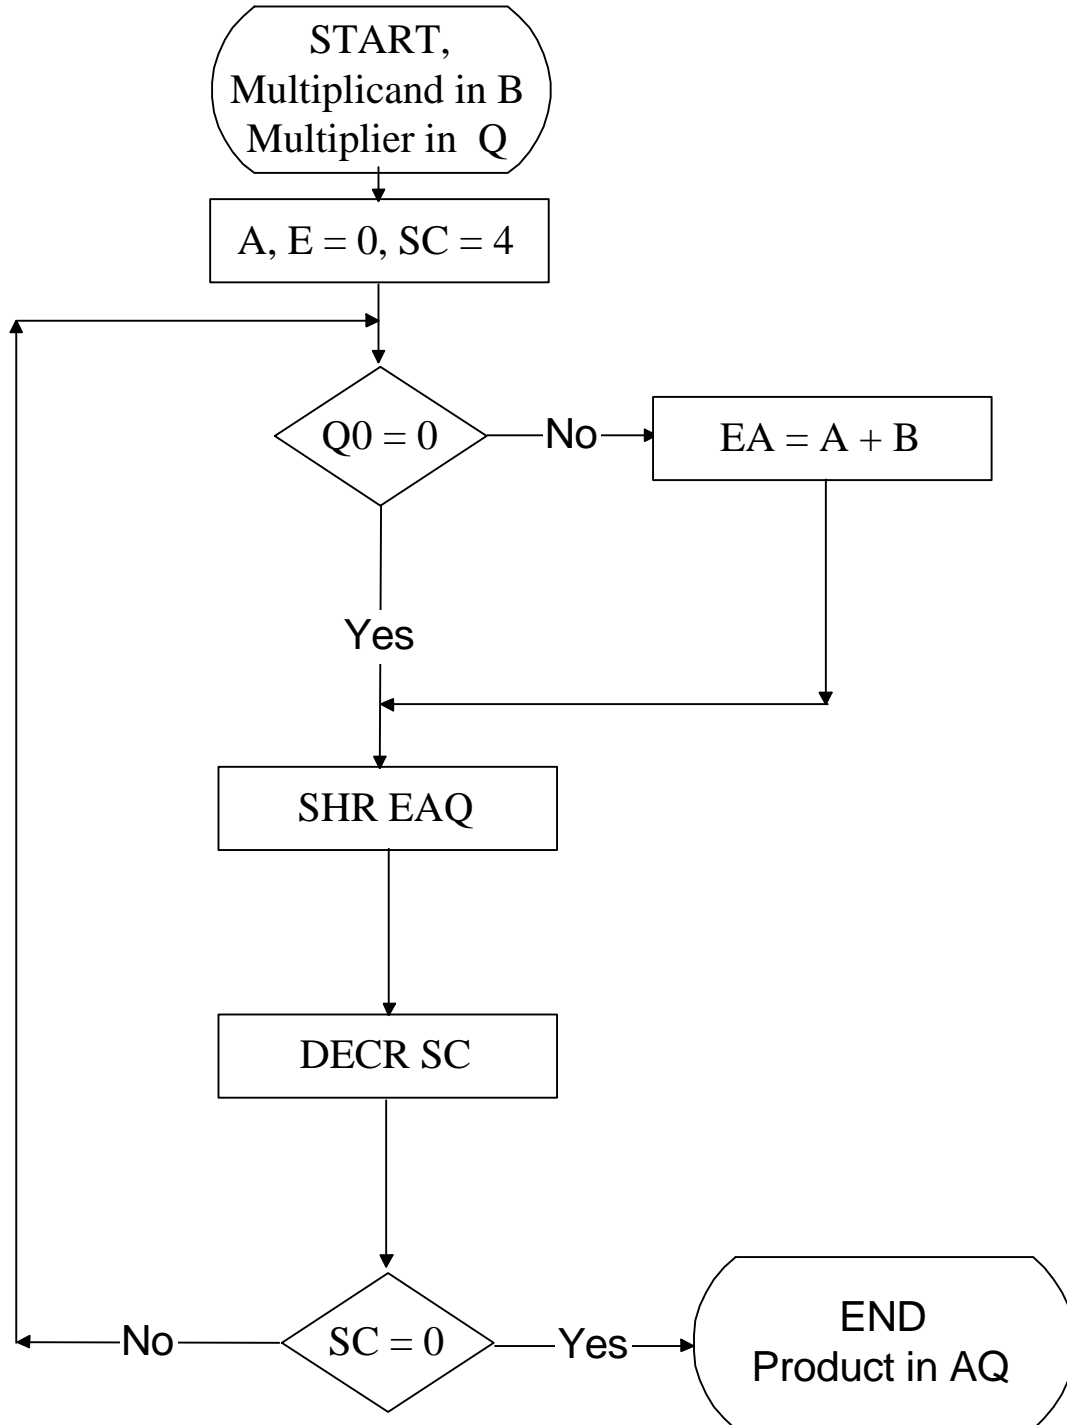 START,
Multiplicand in B
Multiplier in Q
A, E = 0, SC = 4
Q0 = 0
No
EA = A + B
Yes
SHR EAQ
DECR SC
No
SC = 0
Yes
END
Product in AQ